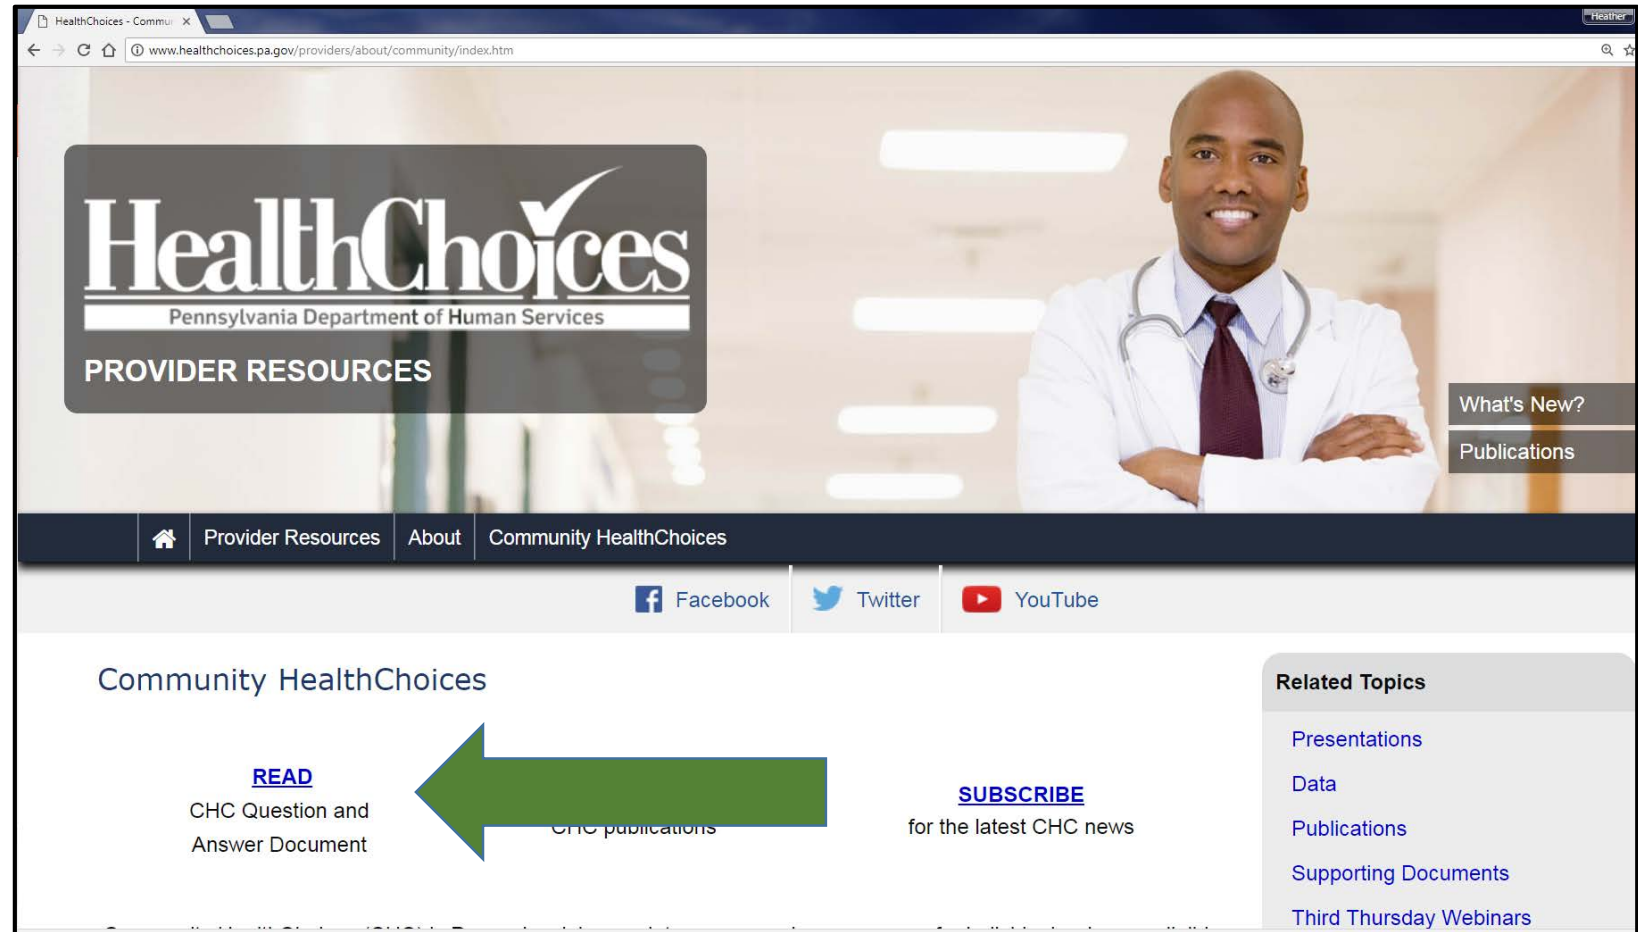 HealthChoices - Commu
Heather
www.healthchoices.pa.gov/providers/about/community/index.htm
HealthChoices
Pennsylvania Department of Human Services
PROVIDER RESOURCES
What's New?
Publications
Provider Resources
About
Community HealthChoices
Facebook
Twitter
YouTube
Community HealthChoices
READ
CHC Question and
Answer Document
CHC publications
SUBSCRIBE
for the latest CHC news
Related Topics
Presentations
Data
Publications
Supporting Documents
Third Thursday Webinars